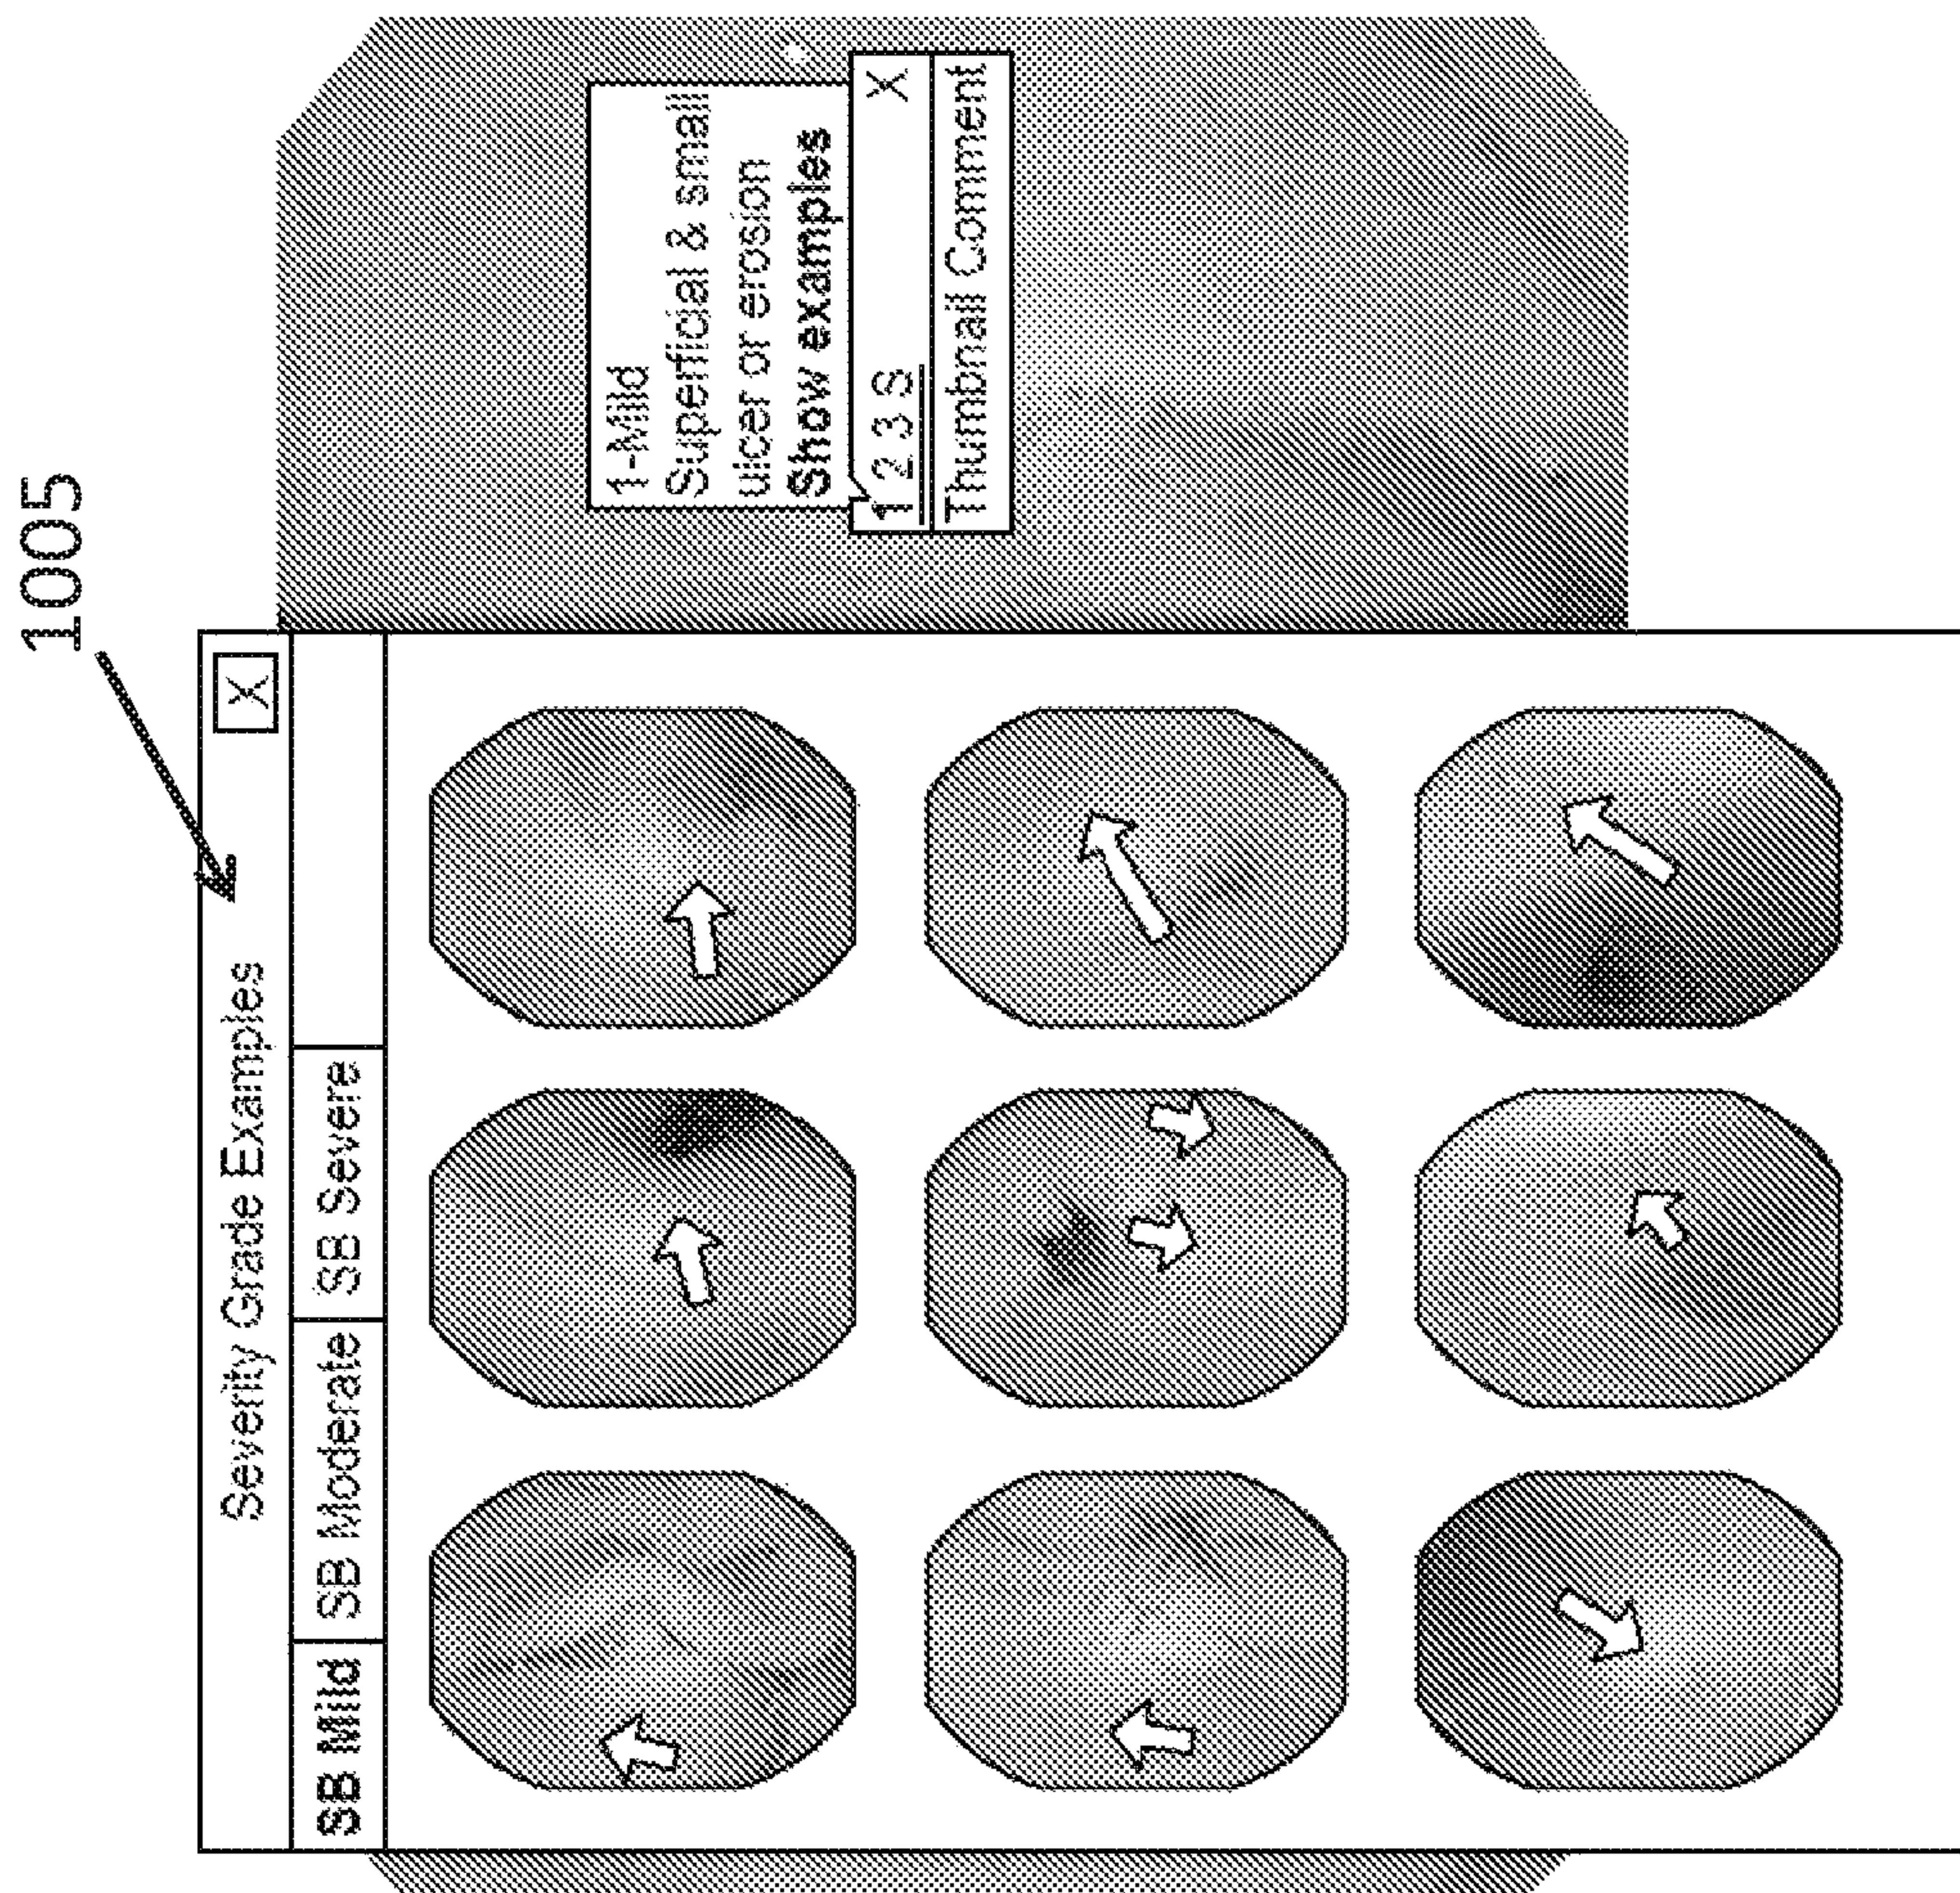 1005
Severity Grade Examples X
SB Mild SB Moderate SB Severe
1-Mild
Superficial & small
ulcer or erosion
Show examples
1 2 3 S X
Thumbnail Comment